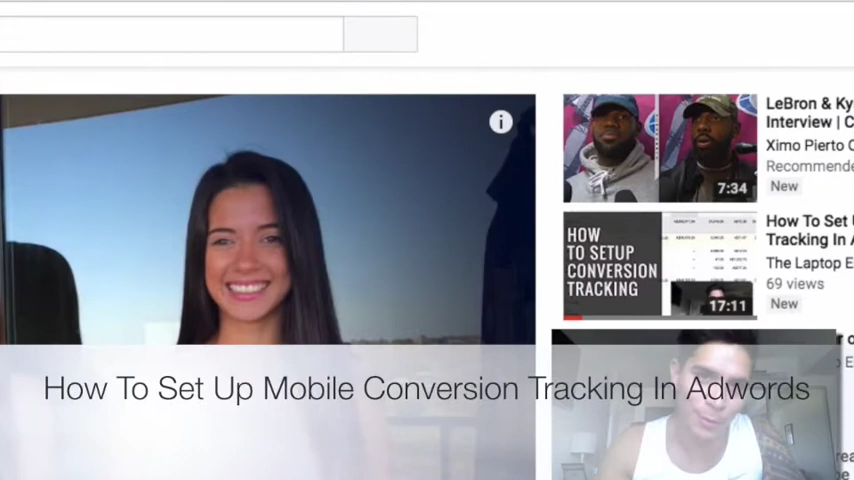 LeBron & Ky
Interview | C
Ximo Pierto C
Recommende
New
7:34
HOW
TO SETUP
CONVERSION
TRACKING
17:11
How To Set
Tracking In A
The Laptop E
69 views
New
How To Set Up Mobile Conversion Tracking In Adwords